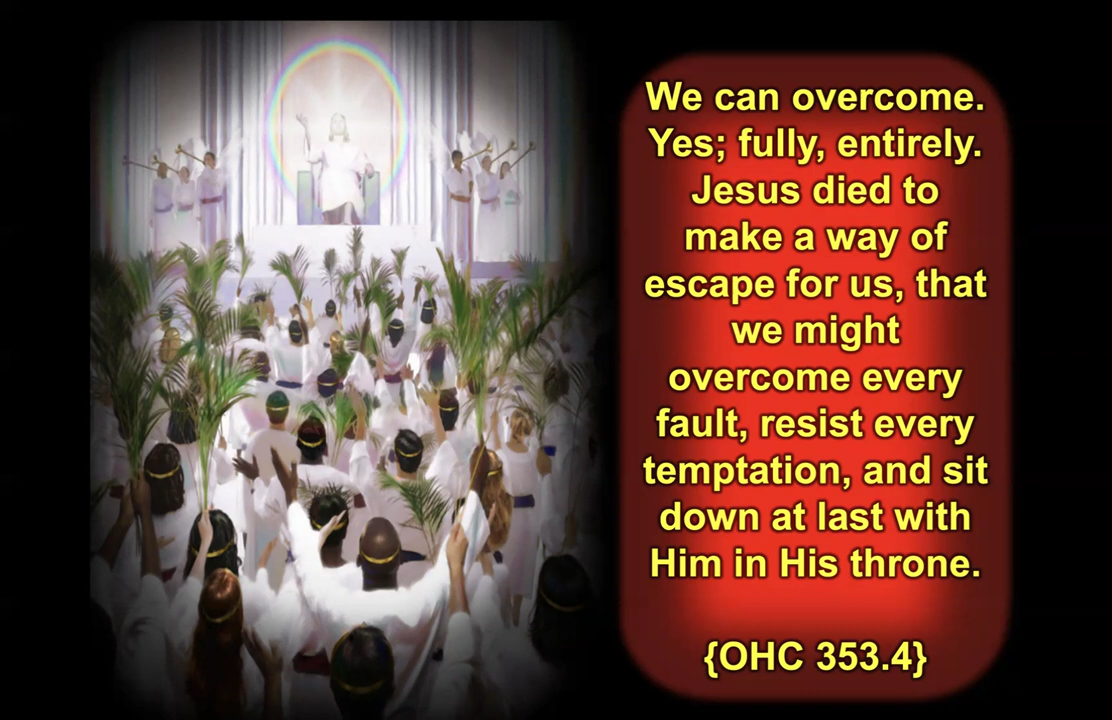 We can overcome.
Yes; fully, entirely.
Jesus died to
make a way of
escape for us, that
we might
overcome every
fault, resist every
temptation, and sit
down at last with
Him in His throne.
{OHC 353.4}